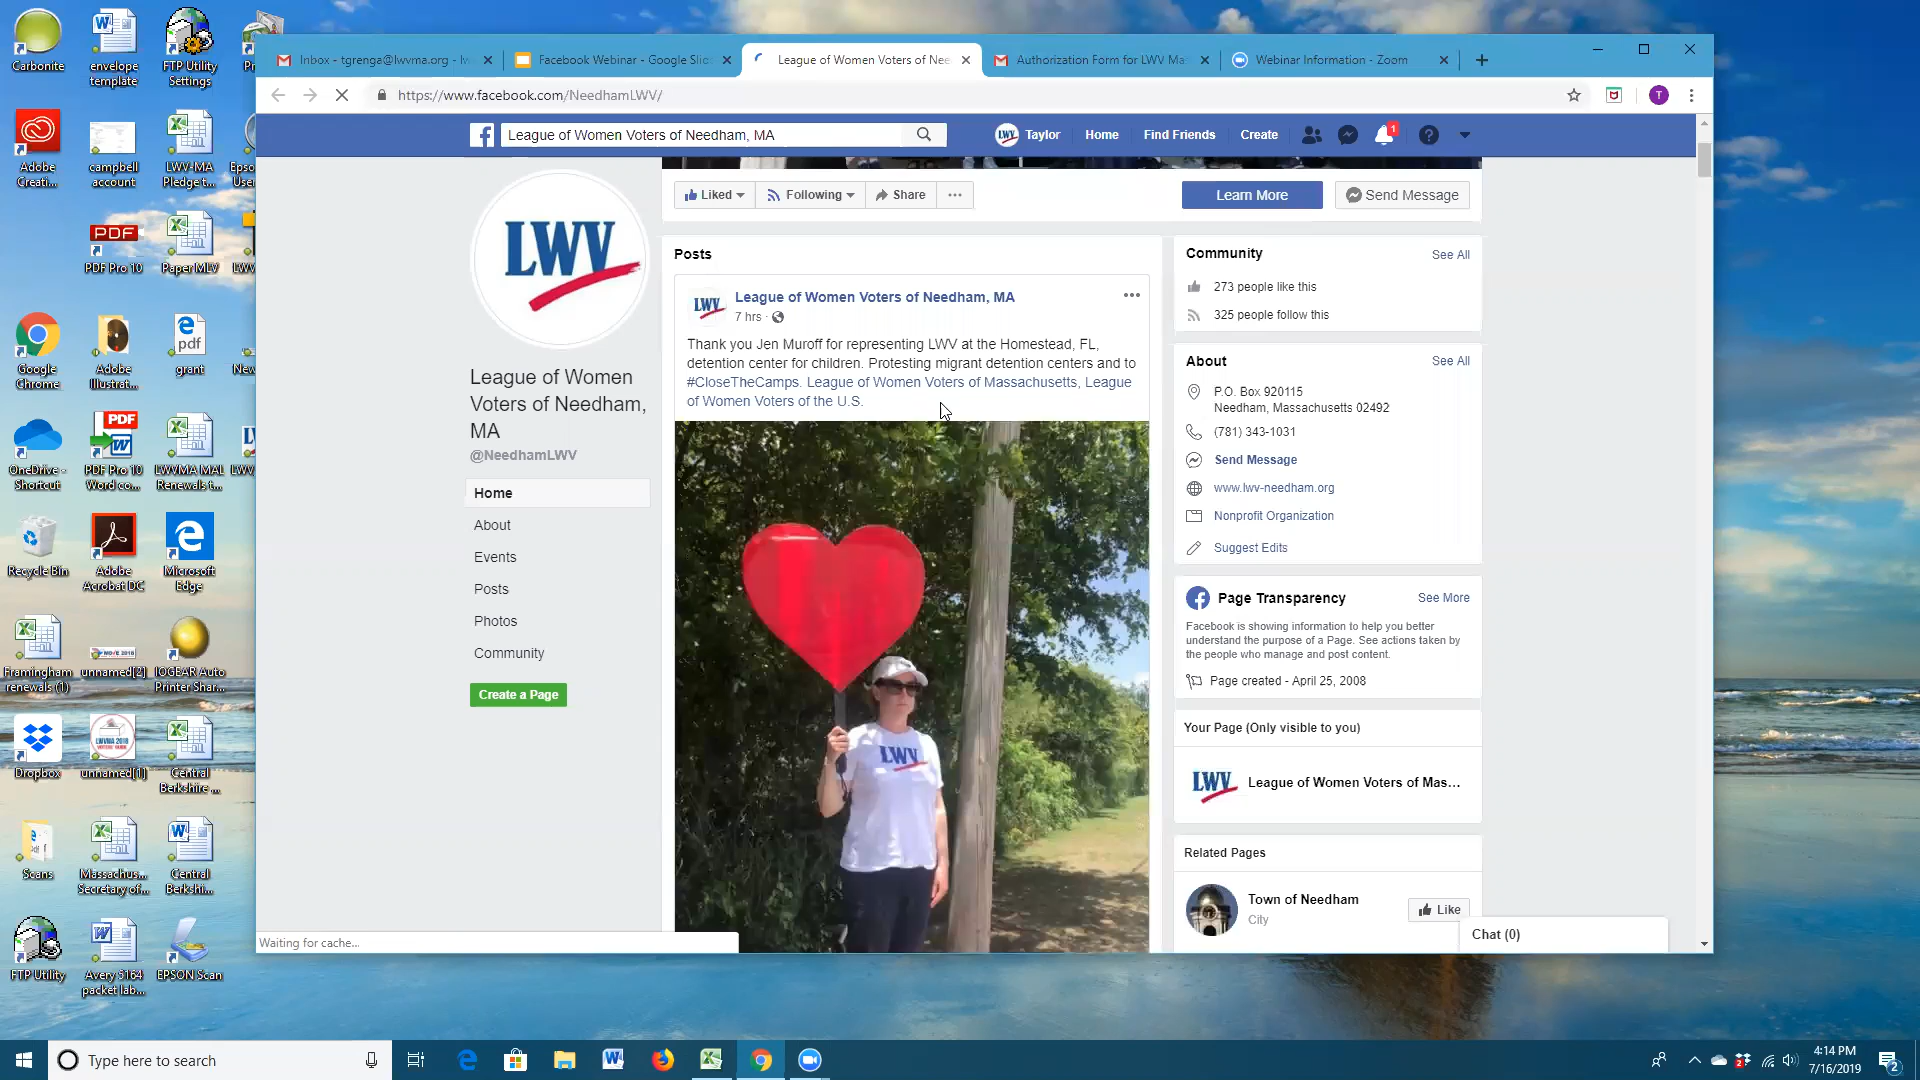 Inbox - tgrenga@lwvma.org - lw
Facebook Webinar - Google Slid
League of Women Voters of Nee
Authorization Form for LWV Ma
Webinar Information - Zoom
https://www.facebook.com/NeedhamLWV/
T
League of Women Voters of Needham, MA
LWV
Taylor
Home
Find Friends
Create
1
Liked
Following
Share
Learn More
Send Message
LWV
League of Women
Voters of Needham,
MA
@NeedhamLWV
Home
About
Events
Posts
Photos
Community
Create a Page
Posts
LWV
League of Women Voters of Needham, MA
7 hrs ·
Thank you Jen Muroff for representing LWV at the Homestead, FL,
detention center for children. Protesting migrant detention centers and to
#CloseTheCamps. League of Women Voters of Massachusetts, League
of Women Voters of the U.S.
LWV
Community
See All
273 people like this
325 people follow this
About
See All
P.O. Box 920115
Needham, Massachusetts 02492
(781) 343-1031
Send Message
www.lwv-needham.org
Nonprofit Organization
Suggest Edits
Page Transparency
See More
Facebook is showing information to help you better
understand the purpose of a Page. See actions taken by
the people who manage and post content.
Page created - April 25, 2008
Your Page (Only visible to you)
LWV
League of Women Voters of Mas...
Related Pages
Town of Needham
City
Like
Chat (0)
Waiting for cache...
Carbonite
envelope
template
FTP Utility
Settings
Adobe
Creati...
campbell
account
LWV-MA
Pledge t...
PDF
PDF Pro 10
Paper MLV
Google
Chrome
Adobe
Illustrat...
pdf
grant
OneDrive -
Shortcut
PDF
PDF Pro 10
Word co...
LWVMA MAL
Renewals t...
Recycle Bin
Adobe
Acrobat DC
Microsoft
Edge
Framingham
renewals (1)
unnamed[2]
IOGEAR Auto
Printer Shar...
Dropbox
unnamed[1]
Central
Berkshire ...
Scans
Massachus...
Secretary of...
Central
Berkshi...
FTP Utility
Avery 5164
packet lab...
EPSON Scan
Type here to search
4:14 PM
7/16/2019
2